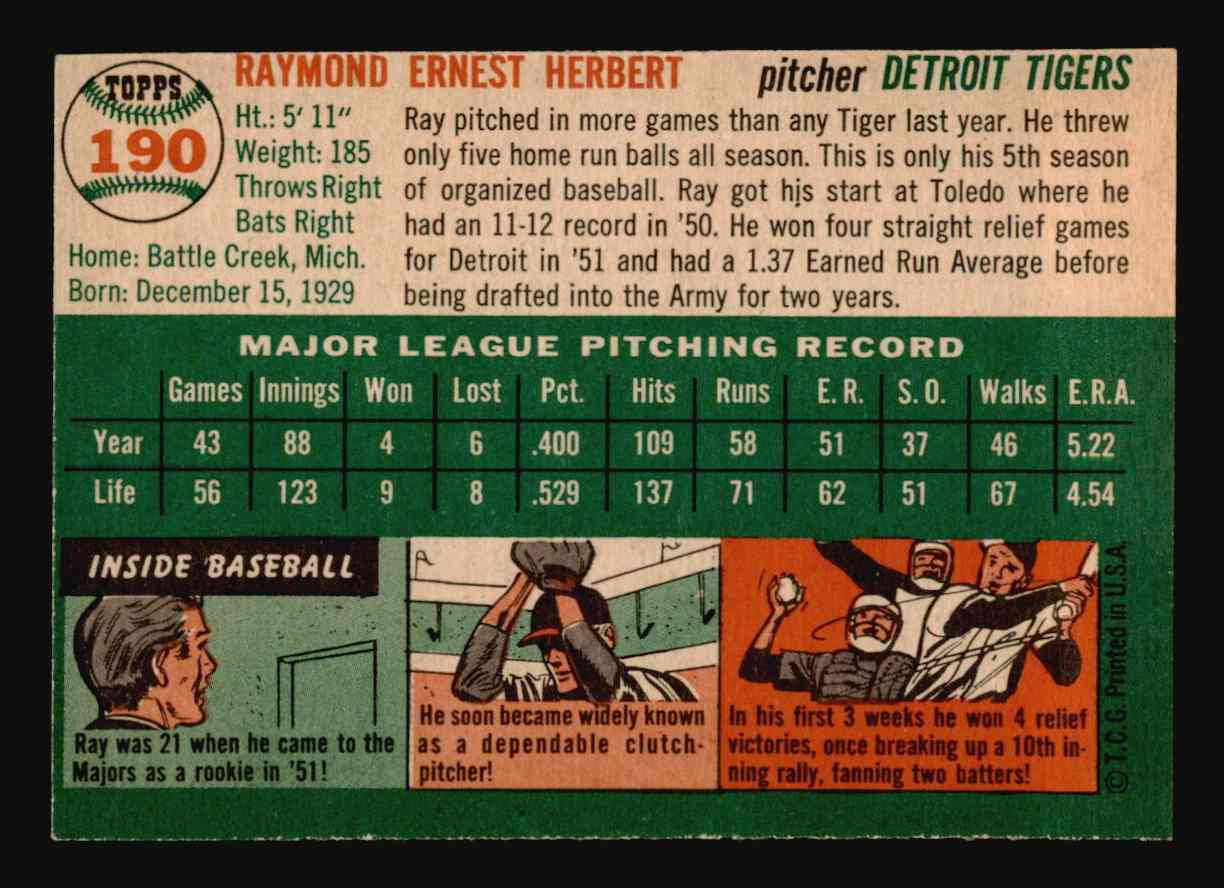 TOPPS
190
RAYMOND ERNEST HERBERT
pitcher DETROIT TIGERS
Ht.: 5' 11"
Weight: 185
Throws Right
Bats Right
Home: Battle Creek, Mich.
Born: December 15, 1929
Ray pitched in more games than any Tiger last year. He threw
only five home run balls all season. This is only his 5th season
of organized baseball. Ray got his start at Toledo where he
had an 11-12 record in '50. He won four straight relief games
for Detroit in '51 and had a 1.37 Earned Run Average before
being drafted into the Army for two years.
MAJOR LEAGUE PITCHING RECORD
Games Innings Won Lost Pct. Hits Runs E. R. S. O. Walks E.R.A.
Year 43 88 4 6 .400 109 58 51 37 46 5.22
Life 56 123 9 8 .529 137 71 62 51 67 4.54
INSIDE BASEBALL
Ray was 21 when he came to the
Majors as a rookie in '51!
He soon became widely known
as a dependable clutch-
pitcher!
In his first 3 weeks he won 4 relief
victories, once breaking up a 10th in-
ning rally, fanning two batters!
© T. C. G. Printed in U.S.A.